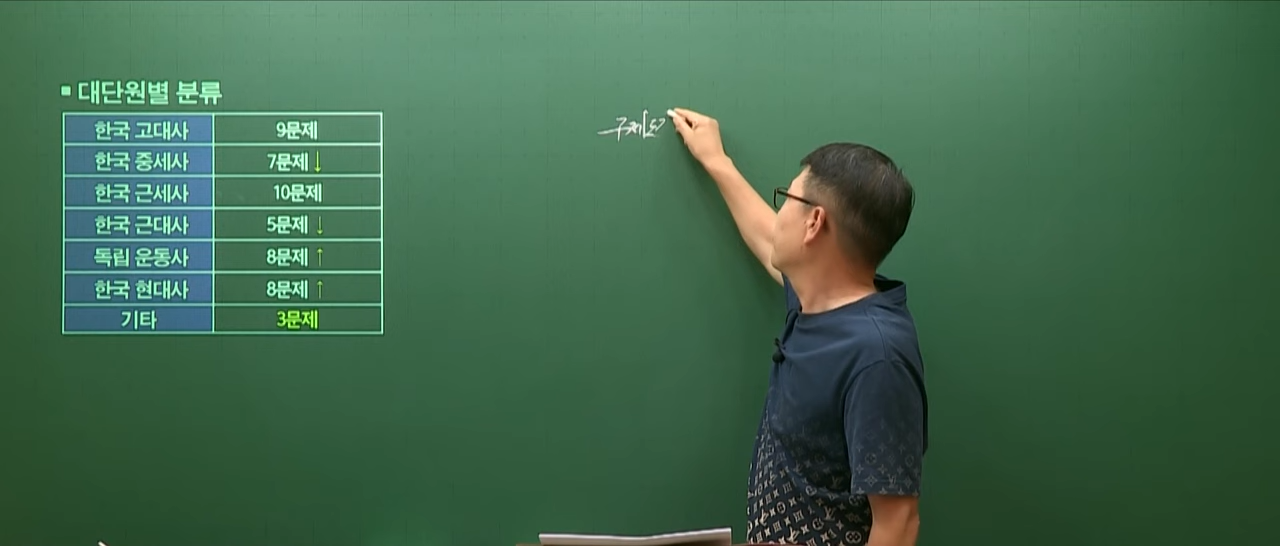 ▪ 대단원별 분류
한국 고대사 9문제
한국 중세사 7문제 ↓
한국 근세사 10문제
한국 근대사 5문제 ↓
독립 운동사 8문제 ↑
한국 현대사 8문제 ↑
기타 3문제